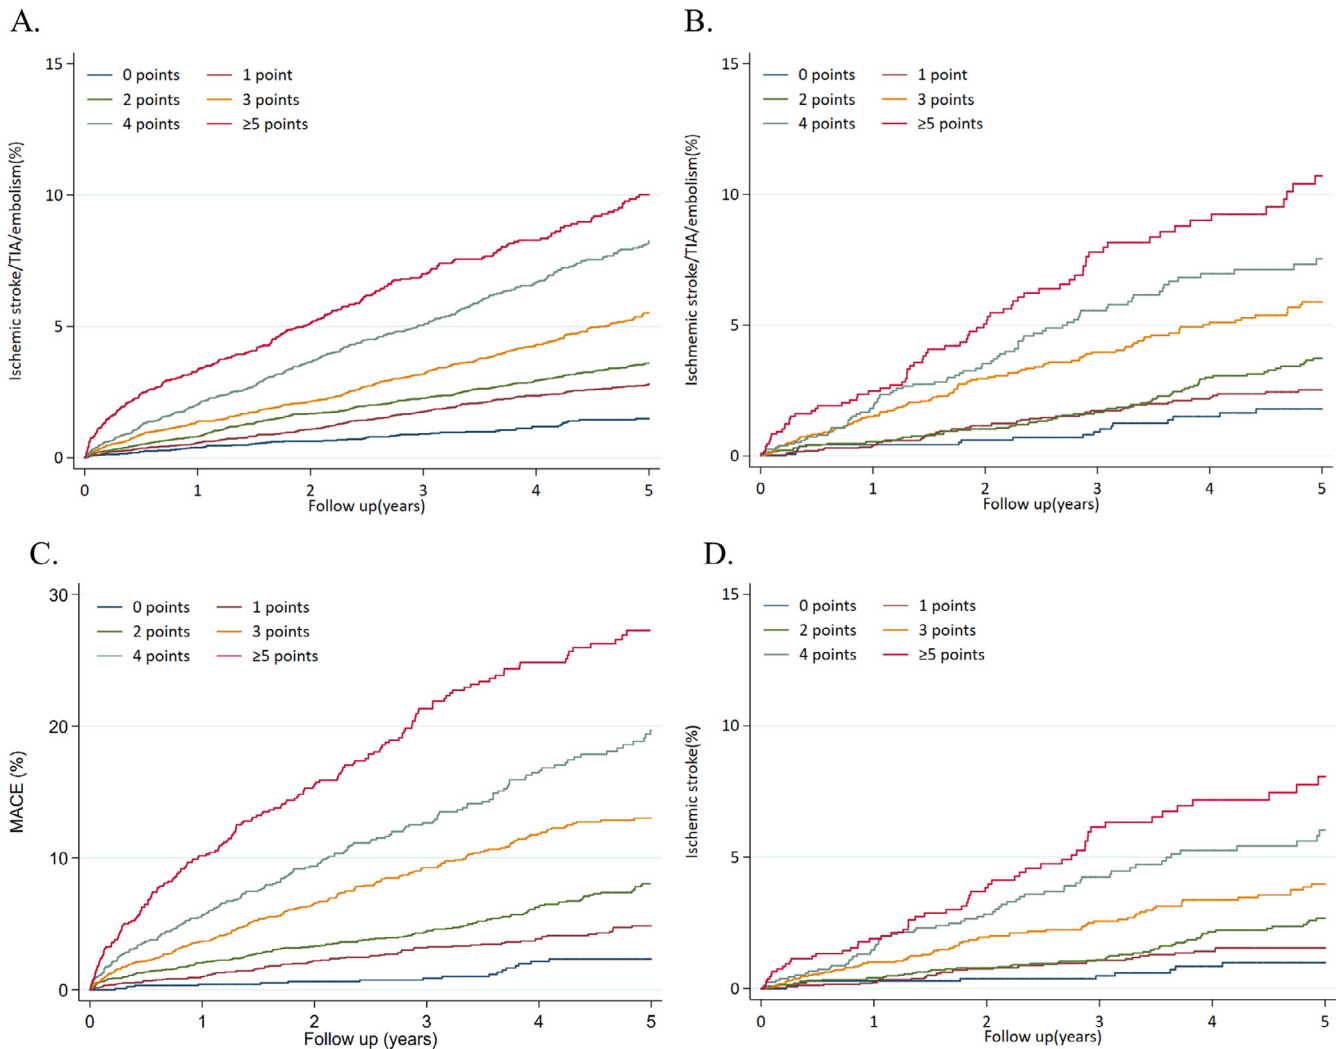 A.
Ischemic stroke/TIA/embolism(%)
15
10
5
0
0 points
1 point
2 points
3 points
4 points
≥5 points
0 1 2 3 4 5
Follow up(years)
B.
Ischmemic stroke/TIA/embolism(%)
15
10
5
0
0 points
1 point
2 points
3 points
4 points
≥5 points
0 1 2 3 4 5
Follow up(years)
C.
MACE (%)
30
20
10
0
0 points
1 points
2 points
3 points
4 points
≥5 points
0 1 2 3 4 5
Follow up (years)
D.
Ischemic stroke(%)
15
10
5
0
0 points
1 points
2 points
3 points
4 points
≥5 points
0 1 2 3 4 5
Follow up(years)